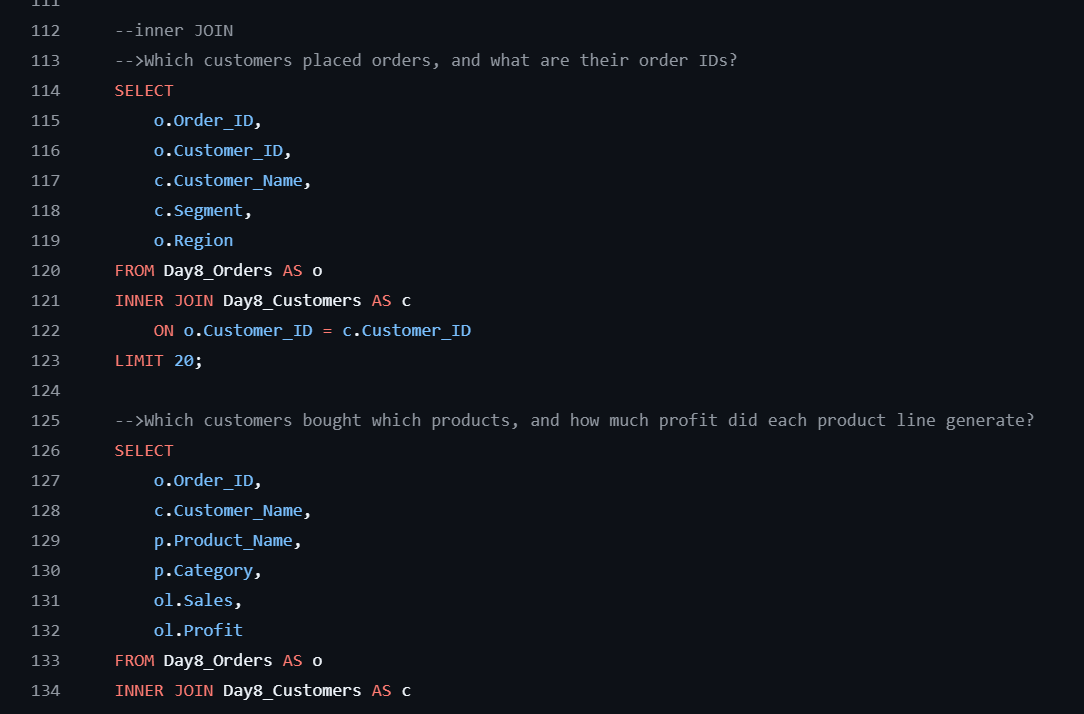 111
112 --inner JOIN
113 -->Which customers placed orders, and what are their order IDs?
114 SELECT
115 o.Order_ID,
116 o.Customer_ID,
117 c.Customer_Name,
118 c.Segment,
119 o.Region
120 FROM Day8_Orders AS o
121 INNER JOIN Day8_Customers AS c
122 ON o.Customer_ID = c.Customer_ID
123 LIMIT 20;
124
125 -->Which customers bought which products, and how much profit did each product line generate?
126 SELECT
127 o.Order_ID,
128 c.Customer_Name,
129 p.Product_Name,
130 p.Category,
131 ol.Sales,
132 ol.Profit
133 FROM Day8_Orders AS o
134 INNER JOIN Day8_Customers AS c